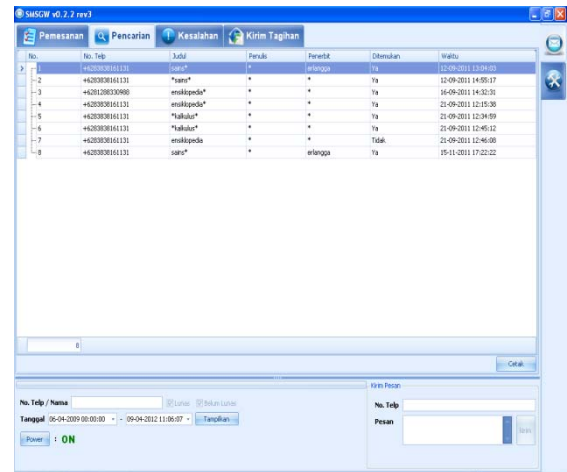 SMSGW v0.2.2 rev3
Pemesanan Pencarian Kesalahan Kirim Tagihan
No. No. Telp Judul Penulis Penerbit Ditemukan Waktu
1 +6283838161131 sains* * erlangga Ya 12-09-2011 13:04:03
2 +6283838161131 *sains* * * Ya 12-09-2011 14:55:17
3 +6281288330988 ensiklopedia* * * Ya 16-09-2011 14:32:31
4 +6283838161131 ensiklopedia* * * Ya 21-09-2011 12:15:38
5 +6283838161131 *kalkulus* * * Ya 21-09-2011 12:34:59
6 +6283838161131 *kalkulus* * * Ya 21-09-2011 12:45:12
7 +6283838161131 ensiklopedia * * Tidak 21-09-2011 12:46:08
8 +6283838161131 sains* * erlangga Ya 15-11-2011 17:22:22
8
Cetak
Kirim Pesan
No. Telp / Nama Lunas Belum Lunas
No. Telp
Tanggal 06-04-2009 00:00:00 - 09-04-2012 11:06:07 Tampilkan
Pesan
Kirim
Power : ON